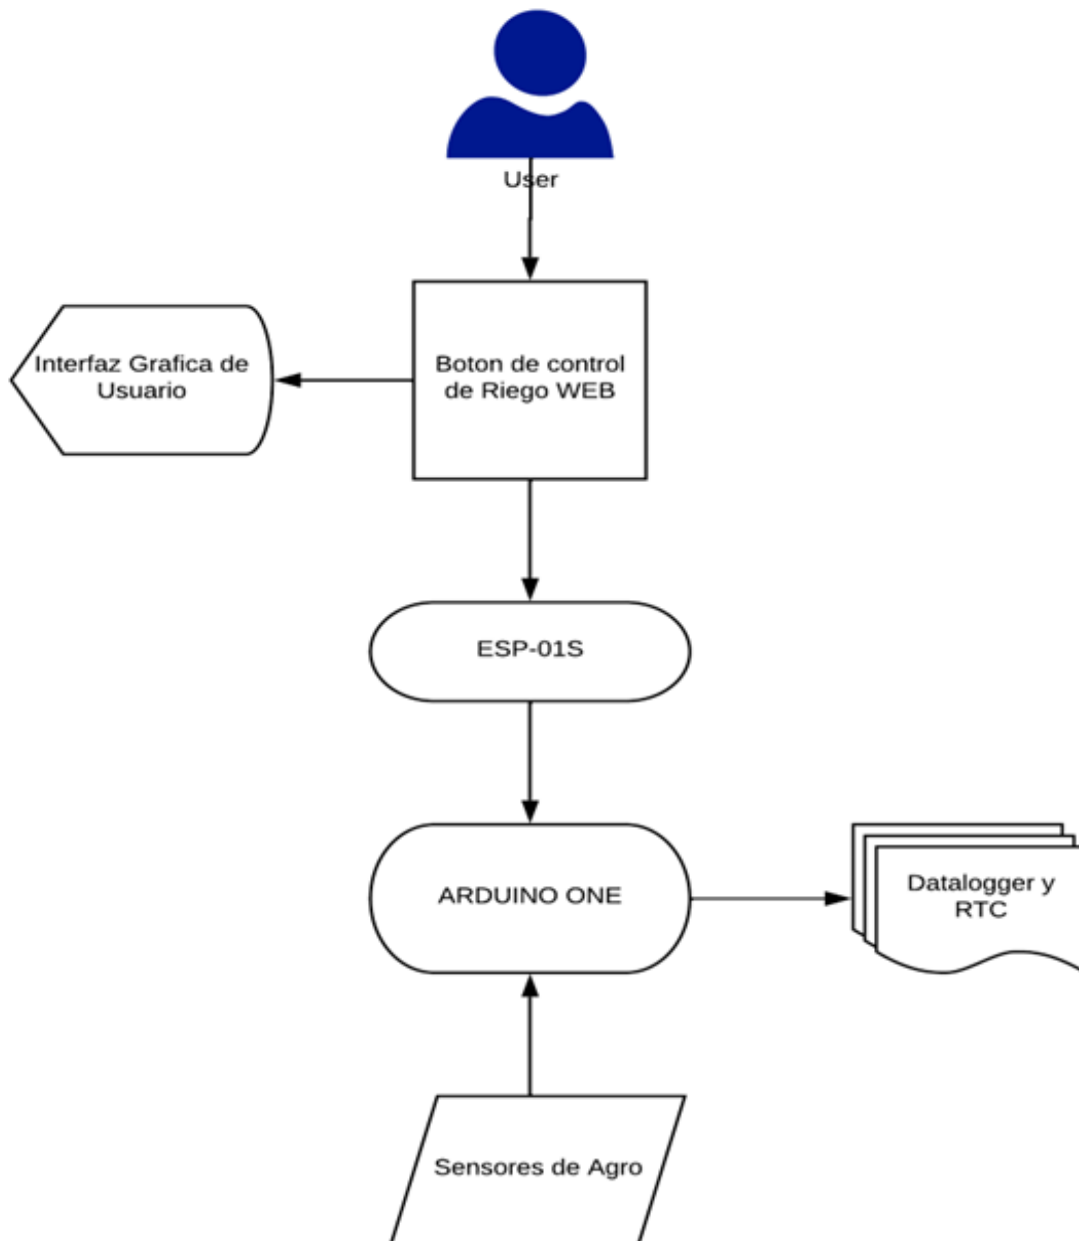 User
Interfaz Grafica de
Usuario
Boton de control
de Riego WEB
ESP-01S
ARDUINO ONE
Datalogger y
RTC
Sensores de Agro